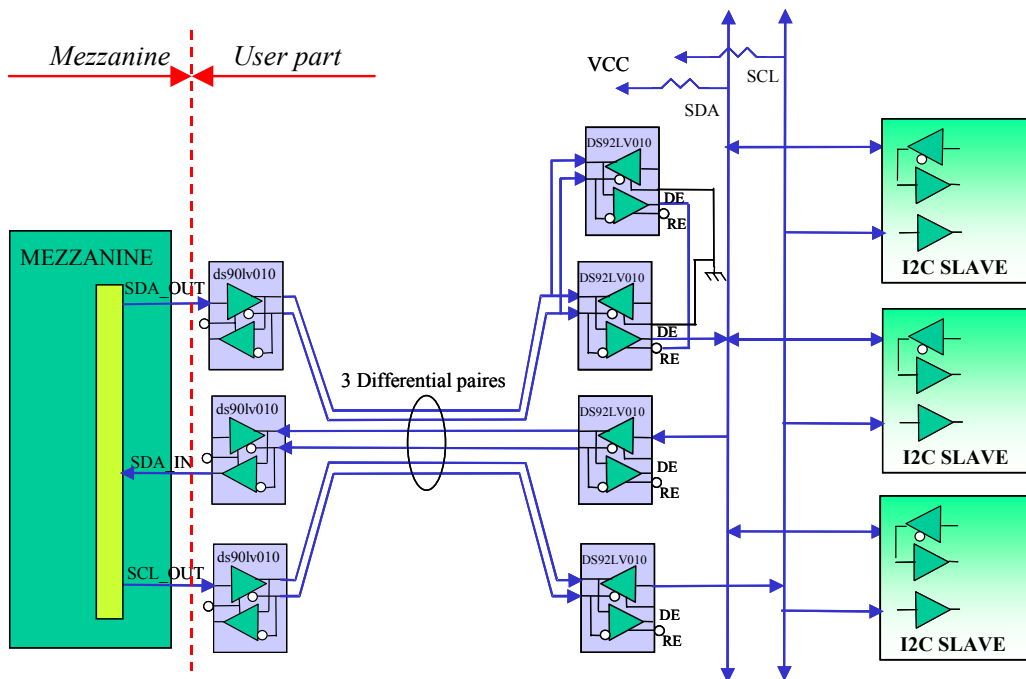 Mezzanine
User part
VCC
SCL
SDA
DS92LV010
DE
RE
MEZZANINE
SDA_OUT
ds90lv010
DS92LV010
DE
RE
I2C SLAVE
3 Differential paires
ds90lv010
DS92LV010
SDA_IN
DE
RE
I2C SLAVE
ds90lv010
DS92LV010
SCL_OUT
DE
RE
I2C SLAVE